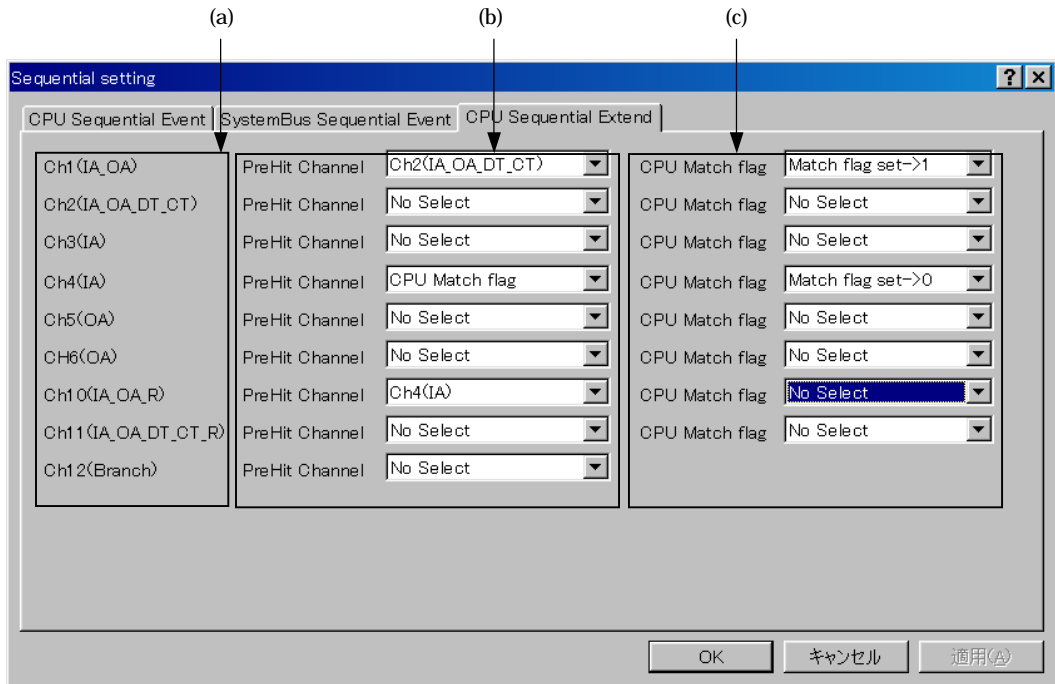 (a) (b) (c)
Sequential setting
CPU Sequential Event SystemBus Sequential Event CPU Sequential Extend
Ch1(IA_OA) PreHit Channel Ch2(IA_OA_DT_CT) CPU Match flag Match flag set->1
Ch2(IA_OA_DT_CT) PreHit Channel No Select CPU Match flag No Select
Ch3(IA) PreHit Channel No Select CPU Match flag No Select
Ch4(IA) PreHit Channel CPU Match flag CPU Match flag Match flag set->0
Ch5(OA) PreHit Channel No Select CPU Match flag No Select
CH6(OA) PreHit Channel No Select CPU Match flag No Select
Ch10(IA_OA_R) PreHit Channel Ch4(IA) CPU Match flag No Select
Ch11(IA_OA_DT_CT_R) PreHit Channel No Select CPU Match flag No Select
Ch12(Branch) PreHit Channel No Select
OK キャンセル 適用(A)